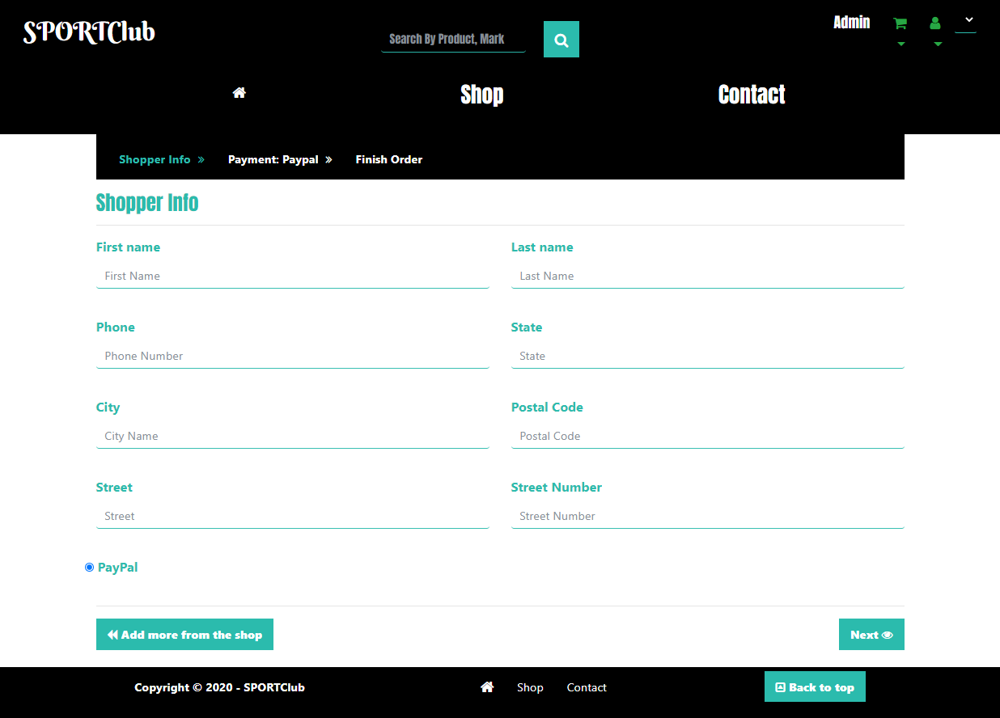 SPORTClub
Search By Product, Mark
Admin
Shop
Contact
Shopper Info »
Payment: Paypal »
Finish Order
Shopper Info
First name
Last name
First Name
Last Name
Phone
State
Phone Number
State
City
Postal Code
City Name
Postal Code
Street
Street Number
Street
Street Number
PayPal
Add more from the shop
Next
Copyright © 2020 - SPORTClub
Shop
Contact
Back to top